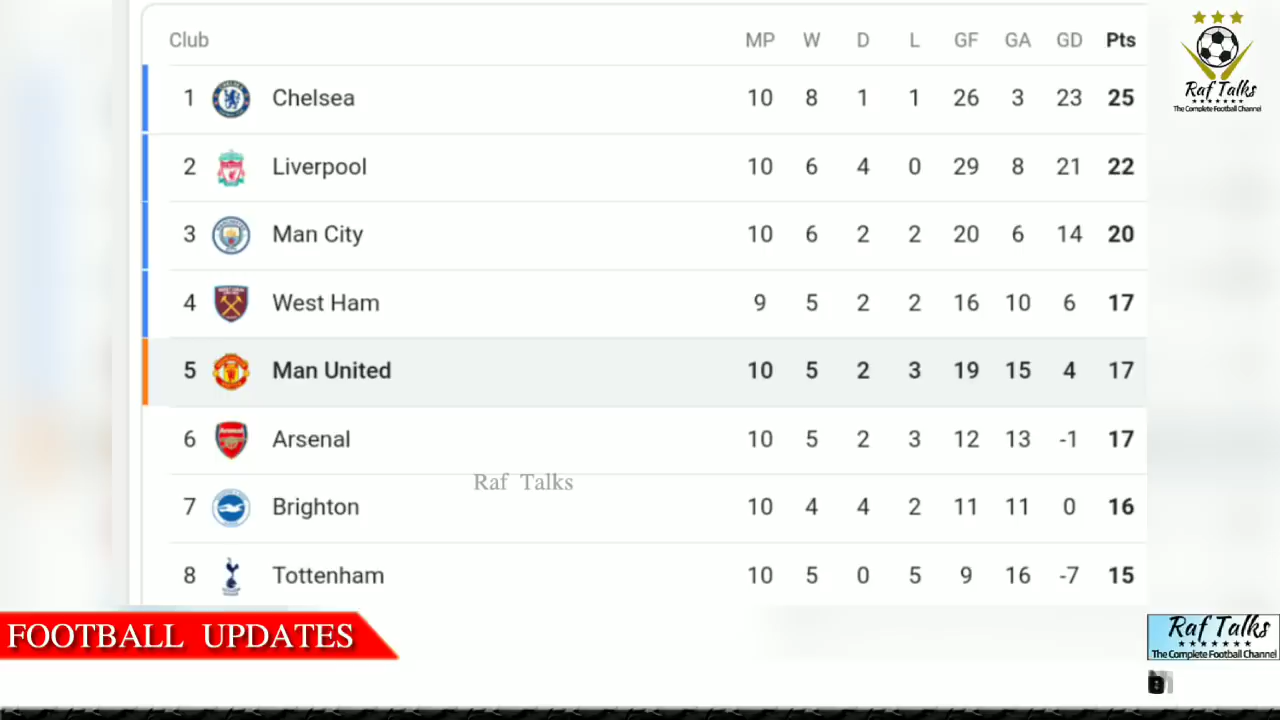 Club MP W D L GF GA GD Pts
1 Chelsea 10 8 1 1 26 3 23 25
2 Liverpool 10 6 4 0 29 8 21 22
3 Man City 10 6 2 2 20 6 14 20
4 West Ham 9 5 2 2 16 10 6 17
5 Man United 10 5 2 3 19 15 4 17
6 Arsenal 10 5 2 3 12 13 -1 17
Raf Talks
7 Brighton 10 4 4 2 11 11 0 16
8 Tottenham 10 5 0 5 9 16 -7 15
Raf Talks
The Complete Football Channel
FOOTBALL UPDATES
Raf Talks
The Complete Football Channel